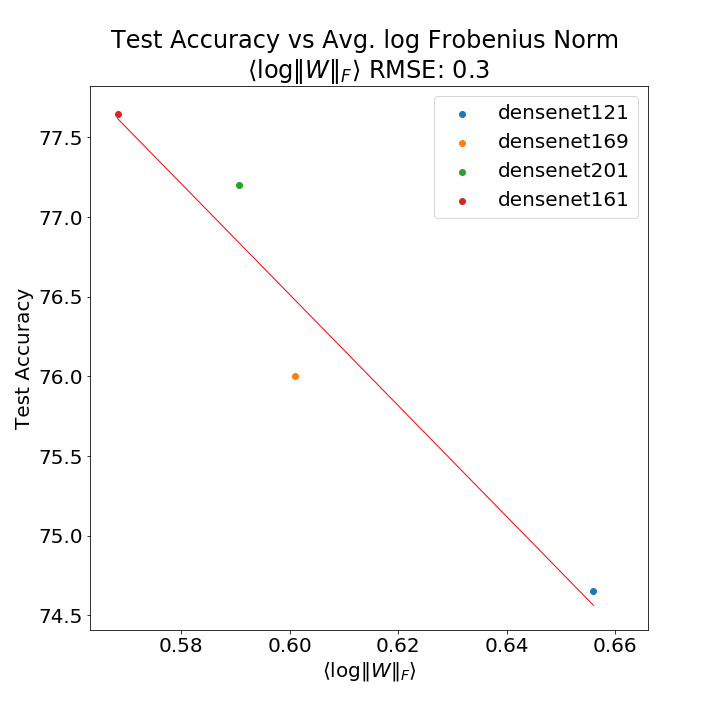 Test Accuracy vs Avg. log Frobenius Norm
⟨log‖W‖F⟩ RMSE: 0.3
densenet121
densenet169
densenet201
densenet161
77.5
77.0
76.5
76.0
75.5
75.0
74.5
Test Accuracy
0.58 0.60 0.62 0.64 0.66
⟨log‖W‖F⟩